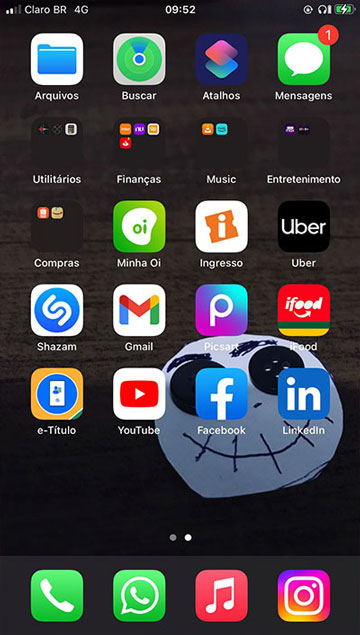 Claro BR 4G 09:52
1
Arquivos Buscar Atalhos Mensagens
Utilitários Finanças Music Entretenimento
oi Uber
Compras Minha Oi Ingresso Uber
iFood
Shazam Gmail Picsart iFood
in
e-Título YouTube Facebook LinkedIn